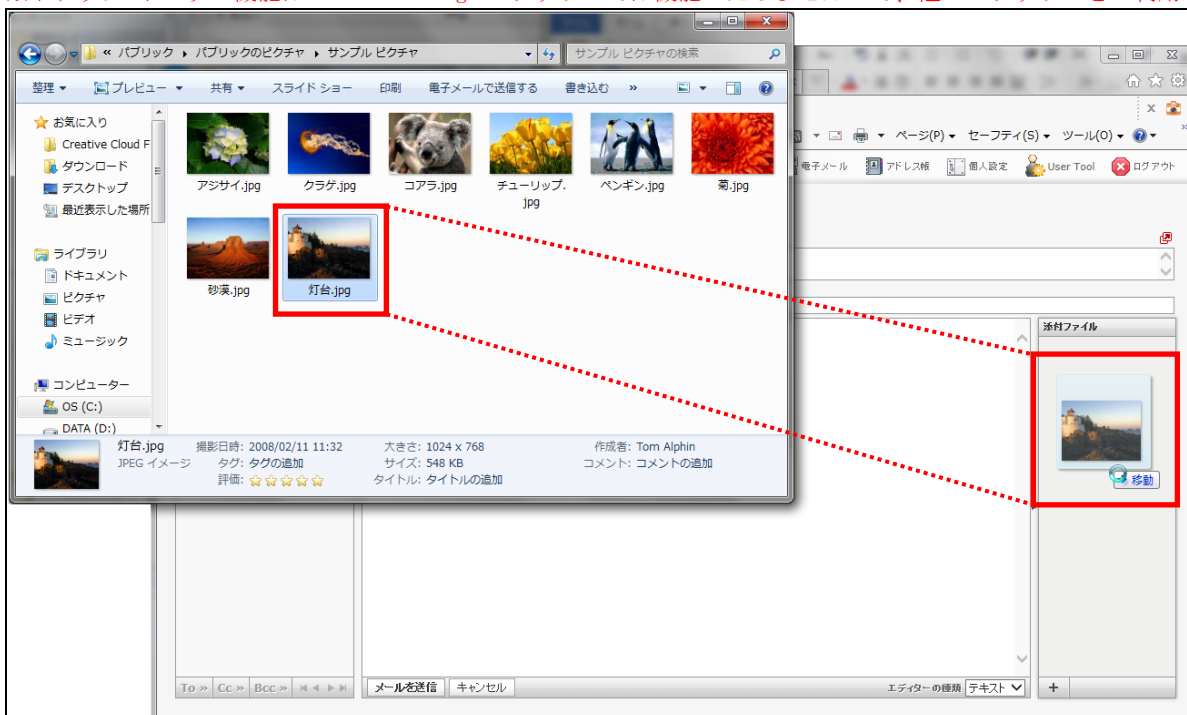 « パブリック ▸ パブリックのピクチャ ▸ サンプル ピクチャ
サンプル ピクチャの検索
整理 プレビュー 共有 スライド ショー 印刷 電子メールで送信する 書き込む »
お気に入り
Creative Cloud F
ダウンロード
デスクトップ
最近表示した場所
ライブラリ
ドキュメント
ピクチャ
ビデオ
ミュージック
コンピューター
OS (C:)
DATA (D:)
アジサイ.jpg クラゲ.jpg コアラ.jpg チューリップ.jpg ペンギン.jpg 菊.jpg
砂漠.jpg 灯台.jpg
灯台.jpg 撮影日時: 2008/02/11 11:32 大きさ: 1024 x 768 作成者: Tom Alphin
JPEG イメージ タグ: タグの追加 サイズ: 548 KB コメント: コメントの追加
評価: ☆☆☆☆☆ タイトル: タイトルの追加
ページ(P) セーフティ(S) ツール(O)
電子メール アドレス帳 個人設定 User Tool ログアウト
添付ファイル
移動
To » Cc » Bcc » メールを送信 キャンセル エディターの種類 テキスト +